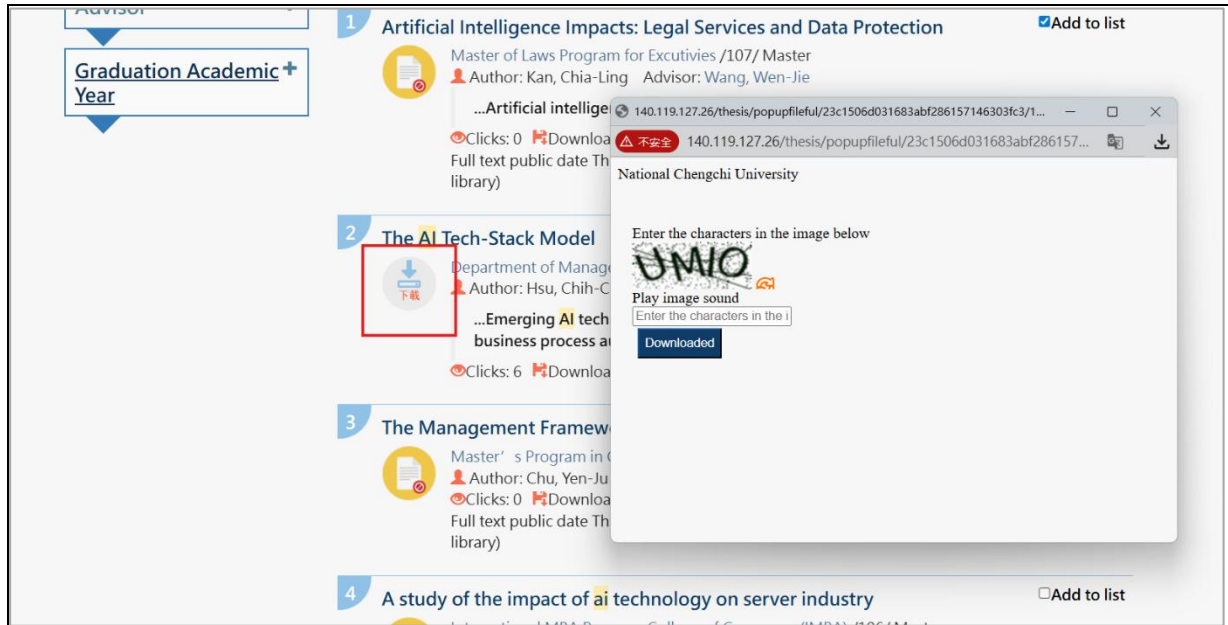 Advisor
Graduation Academic +
Year
1
Artificial Intelligence Impacts: Legal Services and Data Protection
Add to list
Master of Laws Program for Excutivies /107/ Master
Author: Kan, Chia-Ling Advisor: Wang, Wen-Jie
...Artificial intellige
Clicks: 0 Downloa
Full text public date Th
library)
2
The AI Tech-Stack Model
下載
Department of Manage
Author: Hsu, Chih-C
...Emerging AI tech
business process a
Clicks: 6 Downloa
3
The Management Framew
Master’s Program in
Author: Chu, Yen-Ju
Clicks: 0 Downloa
Full text public date Th
library)
4
A study of the impact of ai technology on server industry
Add to list
140.119.127.26/thesis/popupfileful/23c1506d031683abf286157146303fc3/1...
不安全 140.119.127.26/thesis/popupfileful/23c1506d031683abf286157...
National Chengchi University
Enter the characters in the image below
Play image sound
Enter the characters in the i
Downloaded